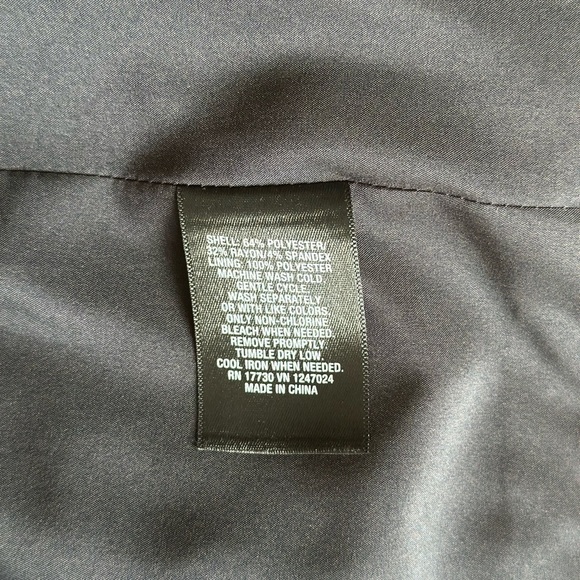 SHELL: 64% POLYESTER/
32% RAYON/4% SPANDEX
LINING: 100% POLYESTER
MACHINE WASH COLD
GENTLE CYCLE
WASH SEPARATELY
OR WITH LIKE COLORS
ONLY NON-CHLORINE
BLEACH WHEN NEEDED.
REMOVE PROMPTLY.
TUMBLE DRY LOW.
COOL IRON WHEN NEEDED.
RN 17730 VN 1247024
MADE IN CHINA